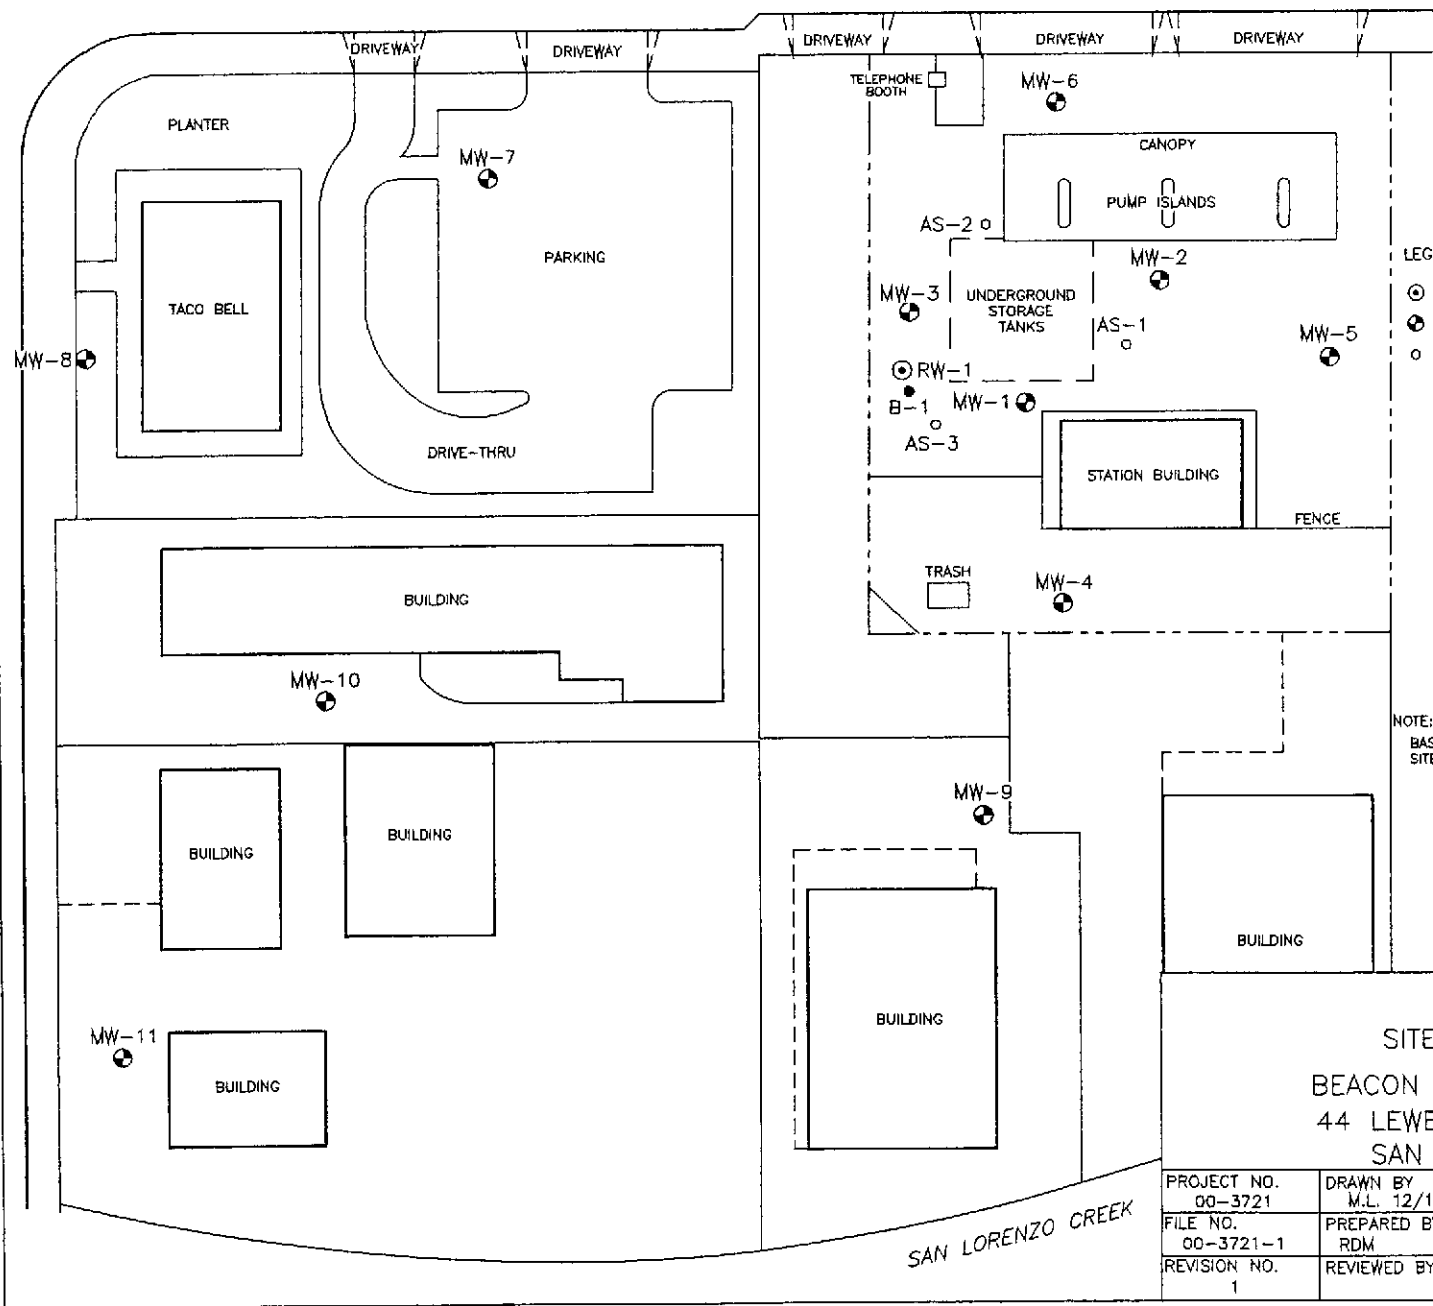 DRIVEWAY
DRIVEWAY
DRIVEWAY
DRIVEWAY
DRIVEWAY
TELEPHONE
BOOTH
MW-6
PLANTER
CANOPY
MW-7
PUMP ISLANDS
AS-2
PARKING
MW-2
LEG
MW-3
UNDERGROUND
STORAGE
TANKS
TACO BELL
AS-1
MW-5
MW-8
RW-1
B-1
MW-1
AS-3
DRIVE-THRU
STATION BUILDING
FENCE
TRASH
MW-4
BUILDING
MW-10
NOTE:
BAS
SITE
MW-9
BUILDING
BUILDING
BUILDING
BUILDING
MW-11
BUILDING
SITE
BEACON
44 LEWE
SAN
SAN LORENZO CREEK
PROJECT NO.
00-3721
DRAWN BY
M.L. 12/1
FILE NO.
00-3721-1
PREPARED BY
RDM
REVISION NO.
1
REVIEWED BY